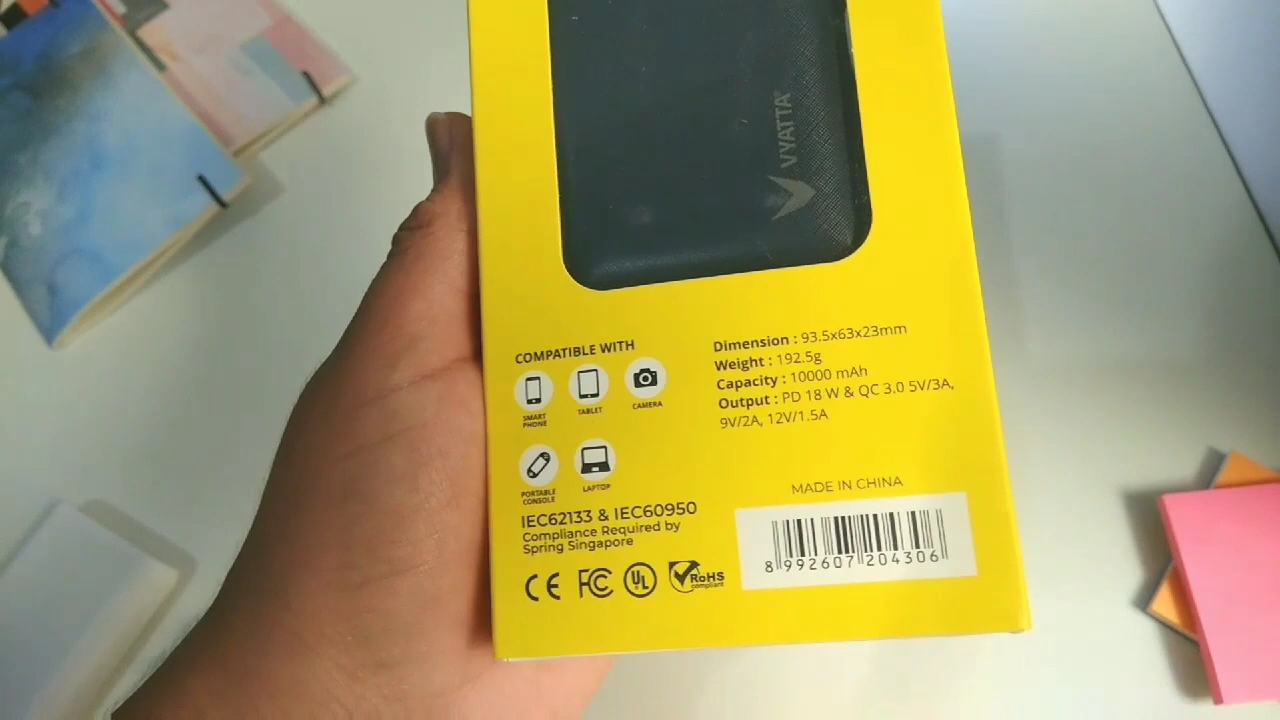 VYATTA
COMPATIBLE WITH
SMART
PHONE
TABLET
CAMERA
PORTABLE
CONSOLE
LAPTOP
Dimension : 93.5x63x23mm
Weight : 192.5g
Capacity : 10000 mAh
Output : PD 18 W & QC 3.0 5V/3A,
9V/2A, 12V/1.5A
IEC62133 & IEC60950
Compliance Required by
Spring Singapore
CE FC UL RoHS
compliant
MADE IN CHINA
8 992607 204306